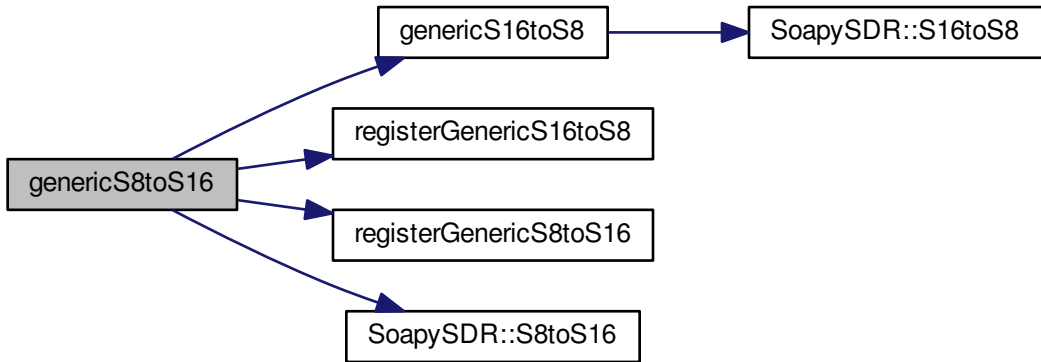 genericS16toS8
SoapySDR::S16toS8
registerGenericS16toS8
genericS8toS16
registerGenericS8toS16
SoapySDR::S8toS16